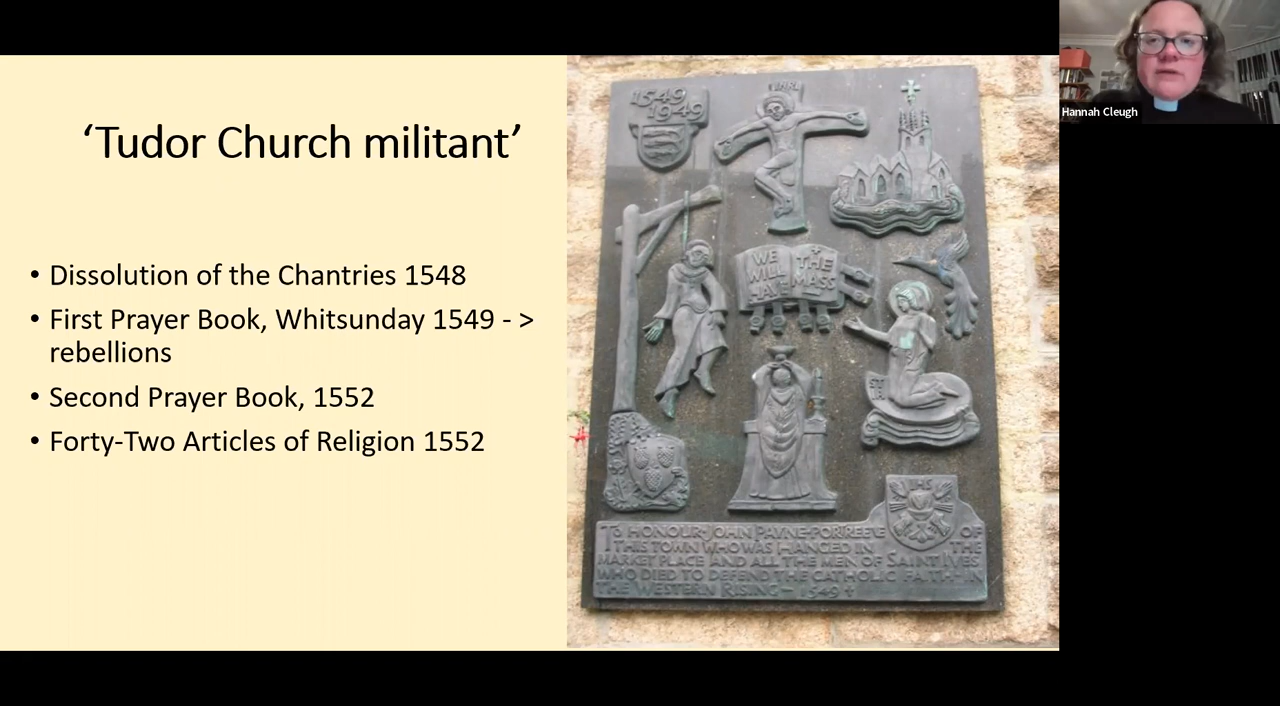 ‘Tudor Church militant’
• Dissolution of the Chantries 1548
• First Prayer Book, Whitsunday 1549 - >
rebellions
• Second Prayer Book, 1552
• Forty-Two Articles of Religion 1552
1549
1949
INRI
WE
WILL
HAVE
THE
MASS
ST
IA
IHS
TO HONOUR JOHN PAYNE PORTREEVE OF
THIS TOWN WHO WAS HANGED IN THE
MARKET PLACE AND ALL THE MEN OF SAINT IVES
WHO DIED TO DEFEND THE CATHOLIC FAITH IN
THE WESTERN RISING – 1549 +
Hannah Cleugh